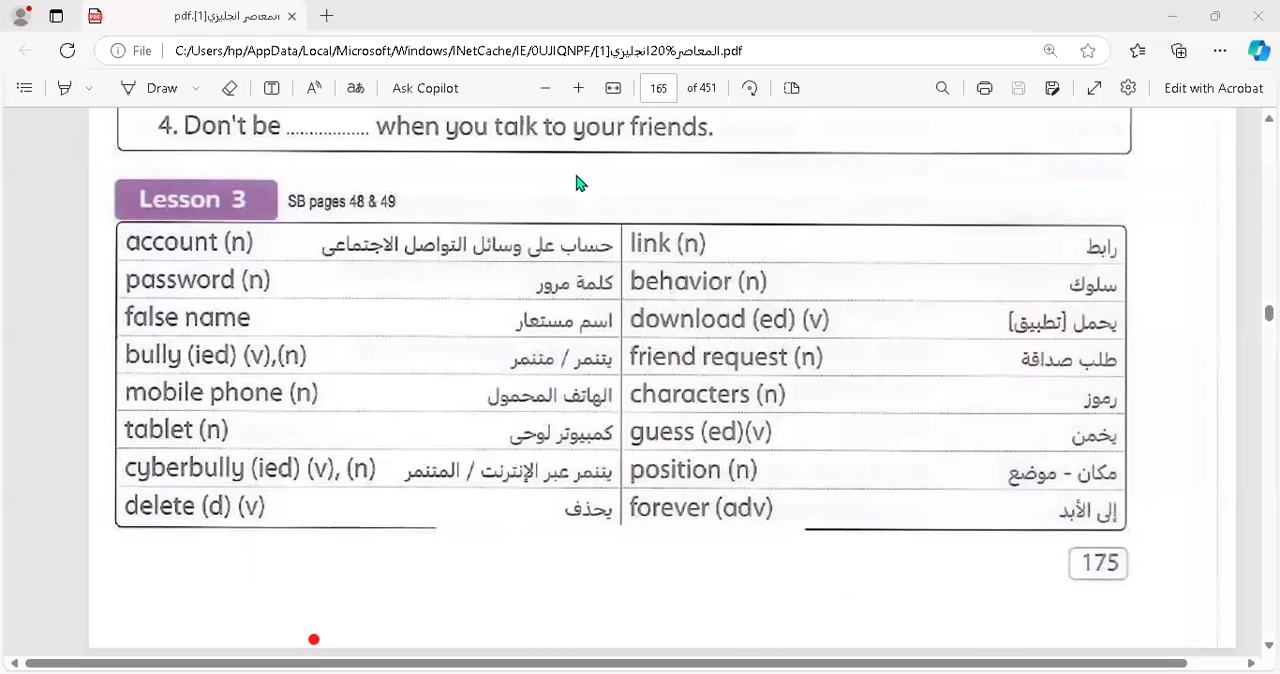 المعاصر انجليزي[1].pdf
File
C:/Users/hp/AppData/Local/Microsoft/Windows/INetCache/IE/0UJIQNPF/المعاصر%20انجليزي[1].pdf
Draw
Ask Copilot
165 of 451
Edit with Acrobat
4. Don't be ................. when you talk to your friends.
Lesson 3 SB pages 48 & 49
account (n) حساب على وسائل التواصل الاجتماعى link (n) رابط
password (n) كلمة مرور behavior (n) سلوك
false name اسم مستعار download (ed) (v) يحمل [تطبيق]
bully (ied) (v),(n) يتنمر / متنمر friend request (n) طلب صداقة
mobile phone (n) الهاتف المحمول characters (n) رموز
tablet (n) كمبيوتر لوحى guess (ed)(v) يخمن
cyberbully (ied) (v), (n) يتنمر عبر الإنترنت / المتنمر position (n) مكان - موضع
delete (d) (v) يحذف forever (adv) إلى الأبد
175